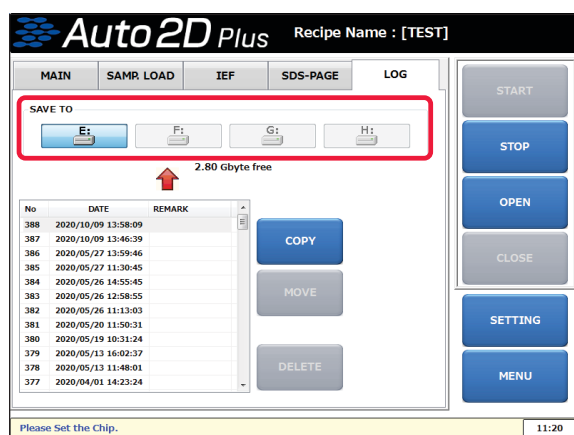 Auto2D Plus Recipe Name : [TEST]
MAIN SAMP. LOAD IEF SDS-PAGE LOG
SAVE TO
E: F: G: H:
2.80 Gbyte free
No DATE REMARK
388 2020/10/09 13:58:09
387 2020/10/09 13:46:39
386 2020/05/27 13:59:46
385 2020/05/27 11:30:45
384 2020/05/26 14:55:45
383 2020/05/26 12:58:55
382 2020/05/26 11:13:03
381 2020/05/20 11:50:31
380 2020/05/19 10:31:24
379 2020/05/13 16:02:37
378 2020/05/13 11:48:01
377 2020/04/01 14:23:24
COPY
MOVE
DELETE
START
STOP
OPEN
CLOSE
SETTING
MENU
Please Set the Chip. 11:20